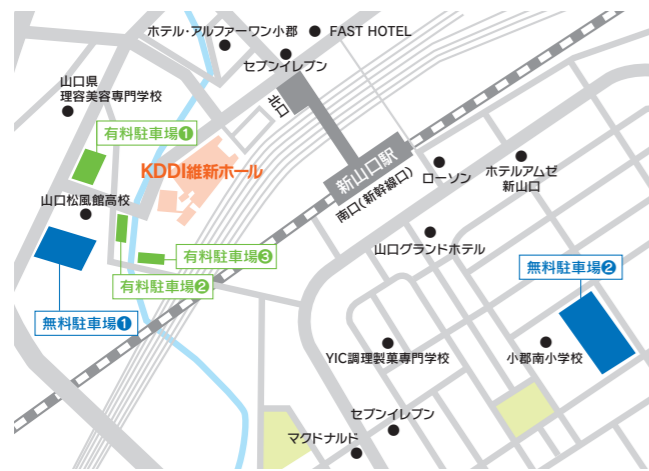 ホテル・アルファーワン小郡
FAST HOTEL
セブンイレブン
山口県
理容美容専門学校
北口
有料駐車場❶
KDDI維新ホール
新山口駅
南口(新幹線口)
ローソン
ホテルアムゼ
新山口
山口松風館高校
山口グランドホテル
有料駐車場❸
有料駐車場❷
無料駐車場❷
無料駐車場❶
YIC調理製菓専門学校
小郡南小学校
セブンイレブン
マクドナルド